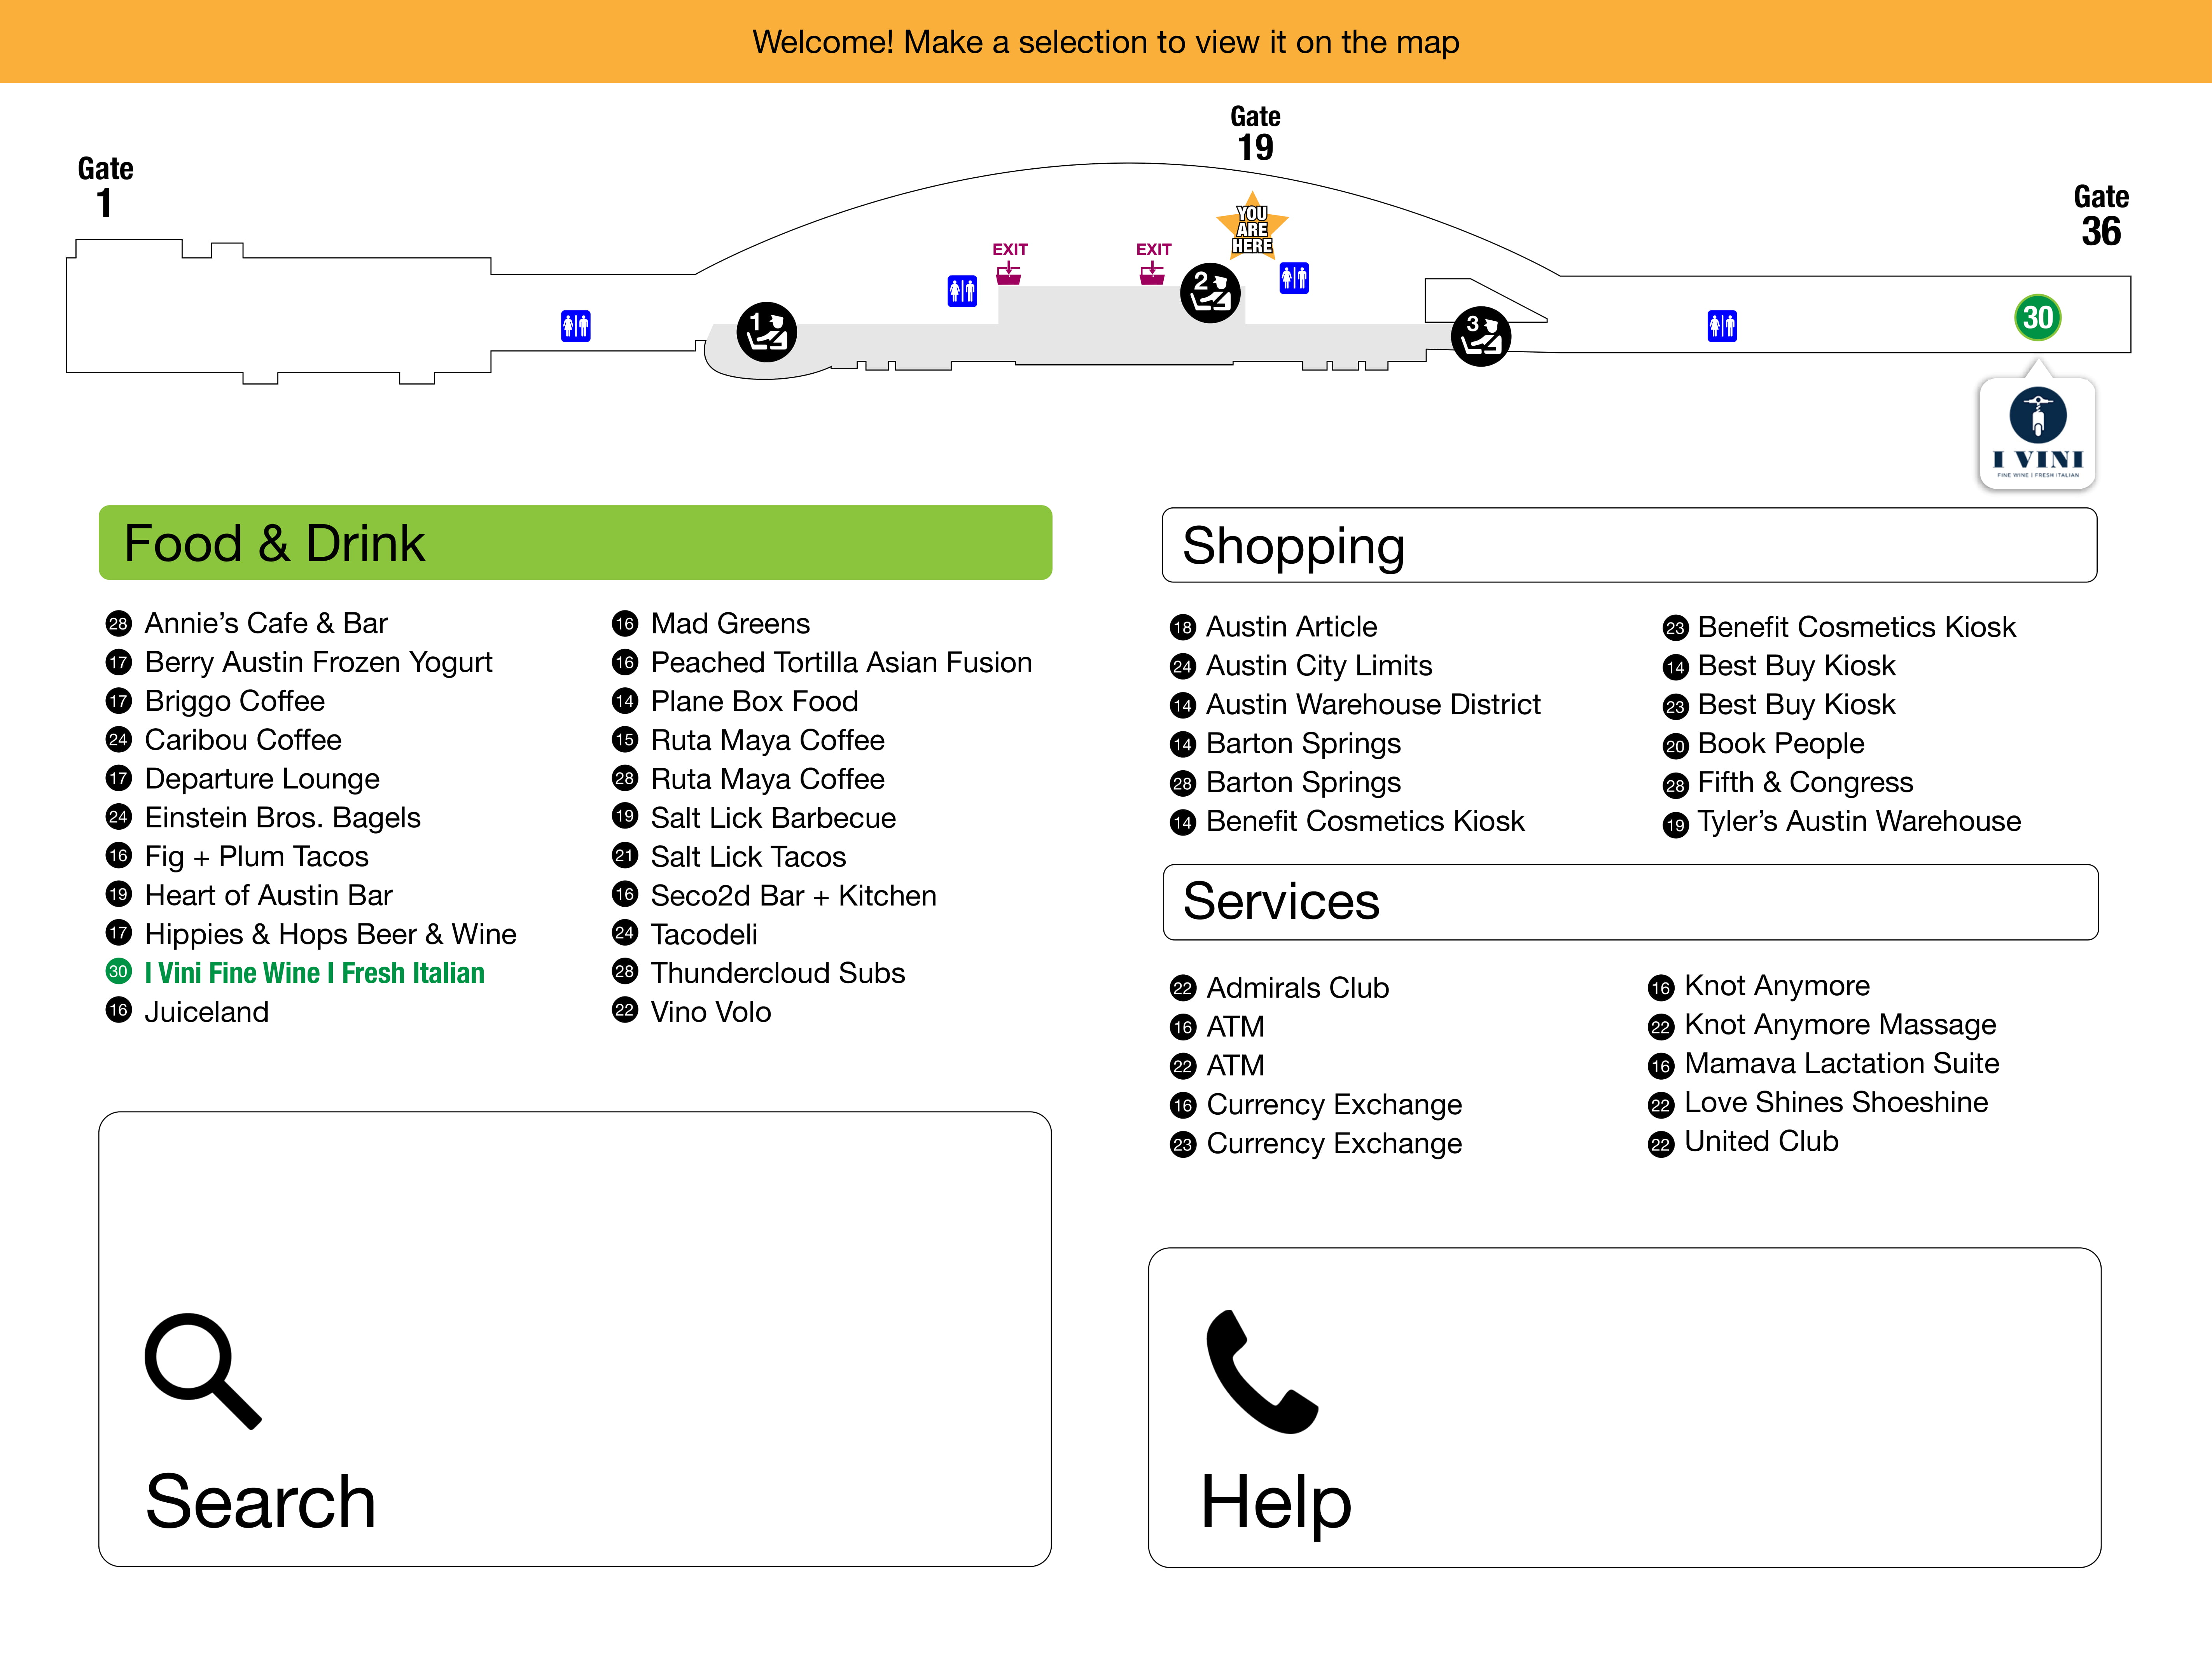 Welcome! Make a selection to view it on the map
Gate
19
Gate
1
Gate
36
YOU
ARE
HERE
EXIT
EXIT
2
1
3
30
I VINI
FINE WINE | FRESH ITALIAN
Food & Drink
28 Annie's Cafe & Bar
17 Berry Austin Frozen Yogurt
17 Briggo Coffee
24 Caribou Coffee
17 Departure Lounge
24 Einstein Bros. Bagels
16 Fig + Plum Tacos
19 Heart of Austin Bar
17 Hippies & Hops Beer & Wine
30 I Vini Fine Wine I Fresh Italian
16 Juiceland
16 Mad Greens
16 Peached Tortilla Asian Fusion
14 Plane Box Food
15 Ruta Maya Coffee
28 Ruta Maya Coffee
19 Salt Lick Barbecue
21 Salt Lick Tacos
16 Seco2d Bar + Kitchen
24 Tacodeli
28 Thundercloud Subs
22 Vino Volo
Shopping
18 Austin Article
24 Austin City Limits
14 Austin Warehouse District
14 Barton Springs
28 Barton Springs
14 Benefit Cosmetics Kiosk
23 Benefit Cosmetics Kiosk
14 Best Buy Kiosk
23 Best Buy Kiosk
20 Book People
28 Fifth & Congress
19 Tyler's Austin Warehouse
Services
22 Admirals Club
16 ATM
22 ATM
16 Currency Exchange
23 Currency Exchange
16 Knot Anymore
22 Knot Anymore Massage
16 Mamava Lactation Suite
22 Love Shines Shoeshine
22 United Club
Search
Help